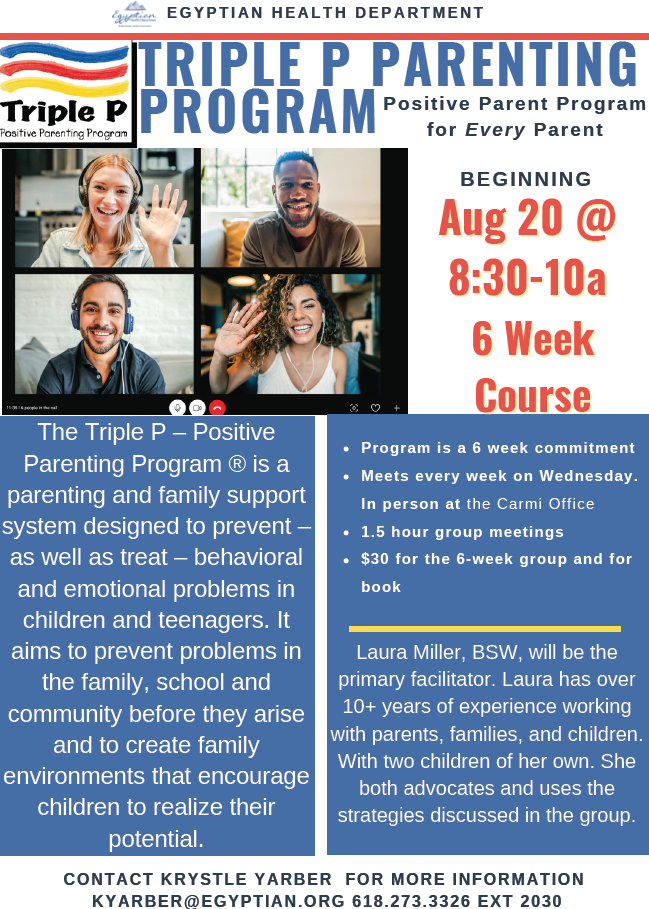 Egyptian
EGYPTIAN HEALTH DEPARTMENT
TRIPLE P PARENTING
PROGRAM
Positive Parent Program
for Every Parent
Triple P
Positive Parenting Program
BEGINNING
Aug 20 @
8:30-10a
6 Week
Course
The Triple P – Positive
Parenting Program ® is a
parenting and family support
system designed to prevent –
as well as treat – behavioral
and emotional problems in
children and teenagers. It
aims to prevent problems in
the family, school and
community before they arise
and to create family
environments that encourage
children to realize their
potential.
• Program is a 6 week commitment
• Meets every week on Wednesday.
In person at the Carmi Office
• 1.5 hour group meetings
• $30 for the 6-week group and for
book
Laura Miller, BSW, will be the
primary facilitator. Laura has over
10+ years of experience working
with parents, families, and children.
With two children of her own. She
both advocates and uses the
strategies discussed in the group.
CONTACT KRYSTLE YARBER  FOR MORE INFORMATION
KYARBER@EGYPTIAN.ORG 618.273.3326 EXT 2030